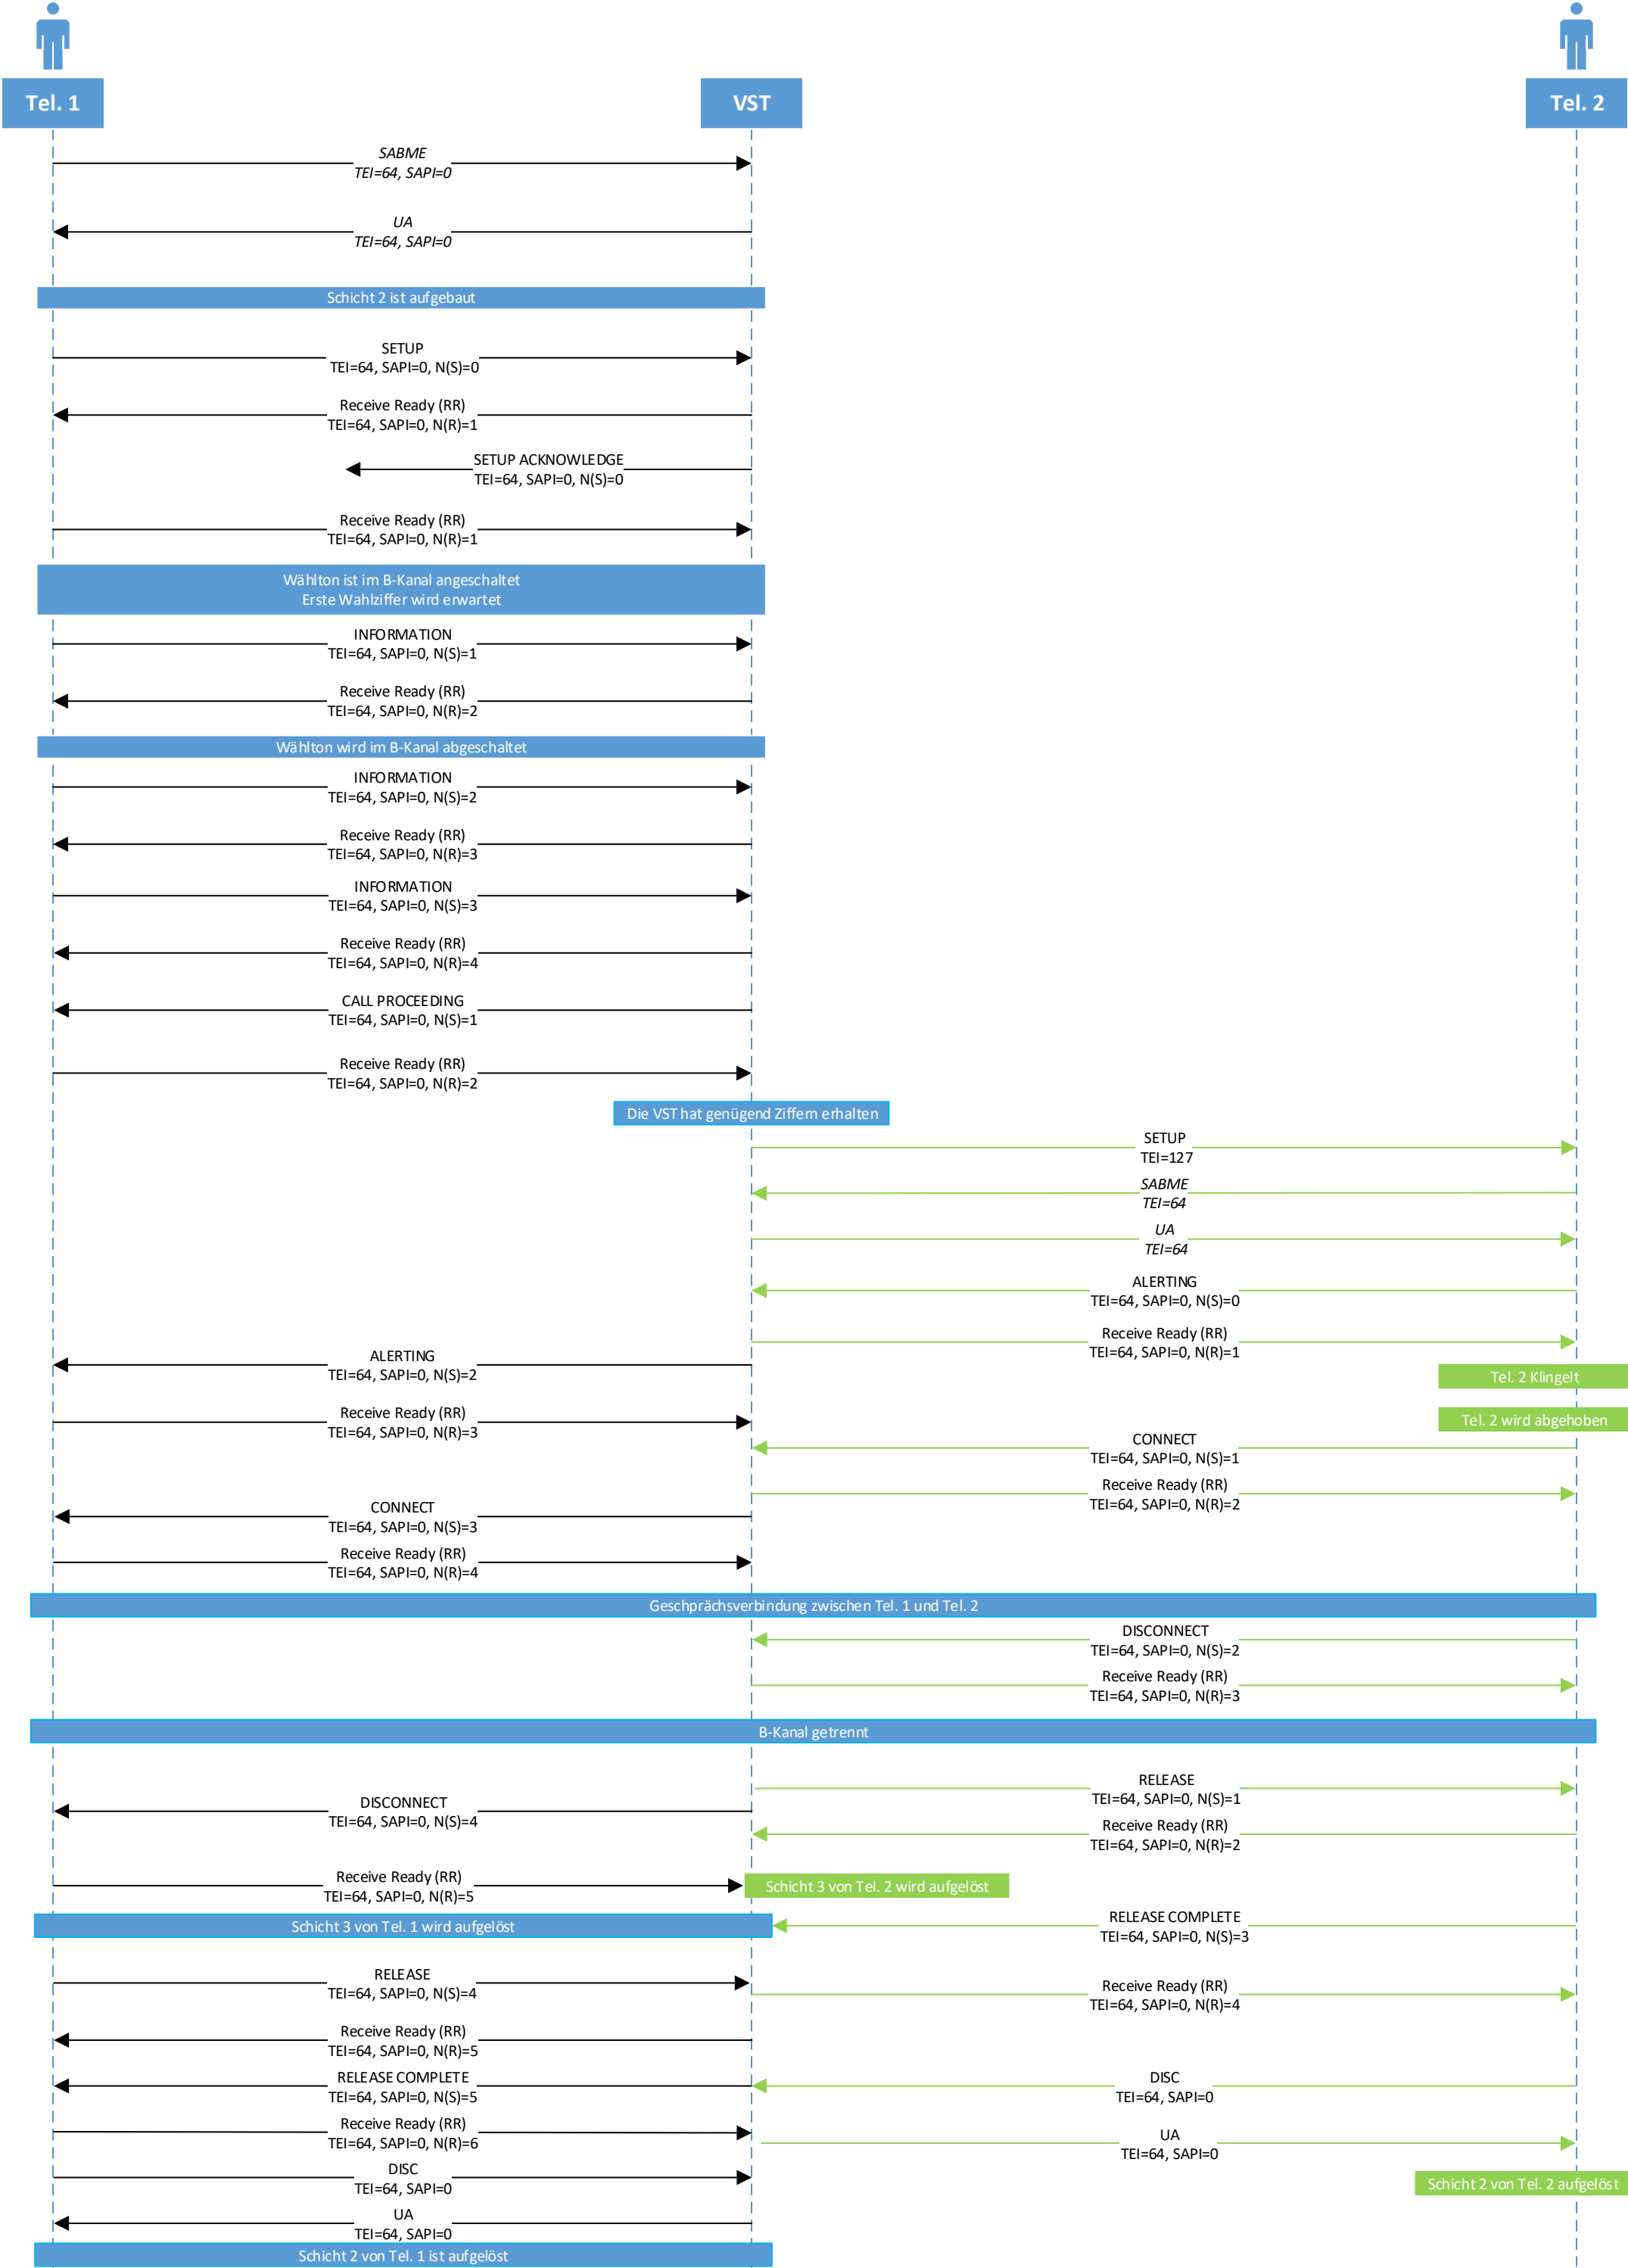 Tel. 1
VST
Tel. 2
SABME
TEI=64, SAPI=0
UA
TEI=64, SAPI=0
Schicht 2 ist aufgebaut
SETUP
TEI=64, SAPI=0, N(S)=0
Receive Ready (RR)
TEI=64, SAPI=0, N(R)=1
SETUP ACKNOWLEDGE
TEI=64, SAPI=0, N(S)=0
Receive Ready (RR)
TEI=64, SAPI=0, N(R)=1
Wählton ist im B-Kanal angeschaltet
Erste Wahlziffer wird erwartet
INFORMATION
TEI=64, SAPI=0, N(S)=1
Receive Ready (RR)
TEI=64, SAPI=0, N(R)=2
Wählton wird im B-Kanal abgeschaltet
INFORMATION
TEI=64, SAPI=0, N(S)=2
Receive Ready (RR)
TEI=64, SAPI=0, N(R)=3
INFORMATION
TEI=64, SAPI=0, N(S)=3
Receive Ready (RR)
TEI=64, SAPI=0, N(R)=4
CALL PROCEEDING
TEI=64, SAPI=0, N(S)=1
Receive Ready (RR)
TEI=64, SAPI=0, N(R)=2
Die VST hat genügend Ziffern erhalten
SETUP
TEI=127
SABME
TEI=64
UA
TEI=64
ALERTING
TEI=64, SAPI=0, N(S)=0
Receive Ready (RR)
TEI=64, SAPI=0, N(R)=1
ALERTING
TEI=64, SAPI=0, N(S)=2
Tel. 2 Klingelt
Receive Ready (RR)
TEI=64, SAPI=0, N(R)=3
Tel. 2 wird abgehoben
CONNECT
TEI=64, SAPI=0, N(S)=1
Receive Ready (RR)
TEI=64, SAPI=0, N(R)=2
CONNECT
TEI=64, SAPI=0, N(S)=3
Receive Ready (RR)
TEI=64, SAPI=0, N(R)=4
Geschprächsverbindung zwischen Tel. 1 und Tel. 2
DISCONNECT
TEI=64, SAPI=0, N(S)=2
Receive Ready (RR)
TEI=64, SAPI=0, N(R)=3
B-Kanal getrennt
RELEASE
TEI=64, SAPI=0, N(S)=1
DISCONNECT
TEI=64, SAPI=0, N(S)=4
Receive Ready (RR)
TEI=64, SAPI=0, N(R)=2
Receive Ready (RR)
TEI=64, SAPI=0, N(R)=5
Schicht 3 von Tel. 2 wird aufgelöst
Schicht 3 von Tel. 1 wird aufgelöst
RELEASE COMPLETE
TEI=64, SAPI=0, N(S)=3
RELEASE
TEI=64, SAPI=0, N(S)=4
Receive Ready (RR)
TEI=64, SAPI=0, N(R)=4
Receive Ready (RR)
TEI=64, SAPI=0, N(R)=5
RELEASE COMPLETE
TEI=64, SAPI=0, N(S)=5
DISC
TEI=64, SAPI=0
Receive Ready (RR)
TEI=64, SAPI=0, N(R)=6
UA
TEI=64, SAPI=0
DISC
TEI=64, SAPI=0
Schicht 2 von Tel. 2 aufgelöst
UA
TEI=64, SAPI=0
Schicht 2 von Tel. 1 ist aufgelöst